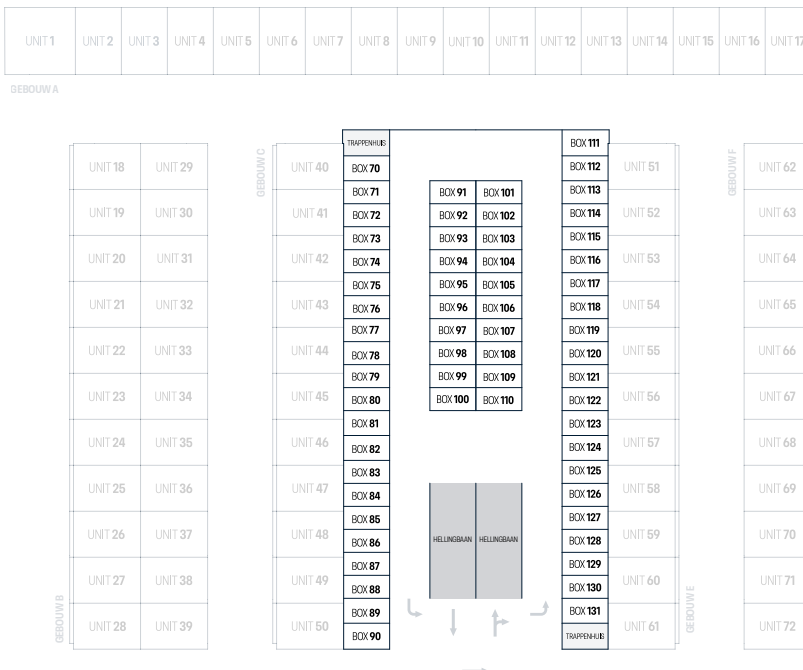 UNIT 1 UNIT 2 UNIT 3 UNIT 4 UNIT 5 UNIT 6 UNIT 7 UNIT 8 UNIT 9 UNIT 10 UNIT 11 UNIT 12 UNIT 13 UNIT 14 UNIT 15 UNIT 16 UNIT 17
GEBOUW A
TRAPPENHUIS BOX 111
GEBOUW C GEBOUW F
UNIT 18 UNIT 29 UNIT 40 BOX 70 BOX 112 UNIT 51 UNIT 62
BOX 71 BOX 91 BOX 101 BOX 113
UNIT 19 UNIT 30 UNIT 41 BOX 72 BOX 92 BOX 102 BOX 114 UNIT 52 UNIT 63
BOX 73 BOX 93 BOX 103 BOX 115
UNIT 20 UNIT 31 UNIT 42 BOX 74 BOX 94 BOX 104 BOX 116 UNIT 53 UNIT 64
BOX 75 BOX 95 BOX 105 BOX 117
UNIT 21 UNIT 32 UNIT 43 BOX 76 BOX 96 BOX 106 BOX 118 UNIT 54 UNIT 65
BOX 77 BOX 97 BOX 107 BOX 119
UNIT 22 UNIT 33 UNIT 44 BOX 78 BOX 98 BOX 108 BOX 120 UNIT 55 UNIT 66
BOX 79 BOX 99 BOX 109 BOX 121
UNIT 23 UNIT 34 UNIT 45 BOX 80 BOX 100 BOX 110 BOX 122 UNIT 56 UNIT 67
BOX 81 BOX 123
UNIT 24 UNIT 35 UNIT 46 BOX 82 BOX 124 UNIT 57 UNIT 68
BOX 83 BOX 125
UNIT 25 UNIT 36 UNIT 47 BOX 84 BOX 126 UNIT 58 UNIT 69
BOX 85 BOX 127
UNIT 26 UNIT 37 UNIT 48 BOX 86 HELLINGBAAN HELLINGBAAN BOX 128 UNIT 59 UNIT 70
BOX 87 BOX 129
UNIT 27 UNIT 38 UNIT 49 BOX 88 BOX 130 UNIT 60 UNIT 71
BOX 89 BOX 131
GEBOUW B GEBOUW E
UNIT 28 UNIT 39 UNIT 50 BOX 90 TRAPPENHUIS UNIT 61 UNIT 72